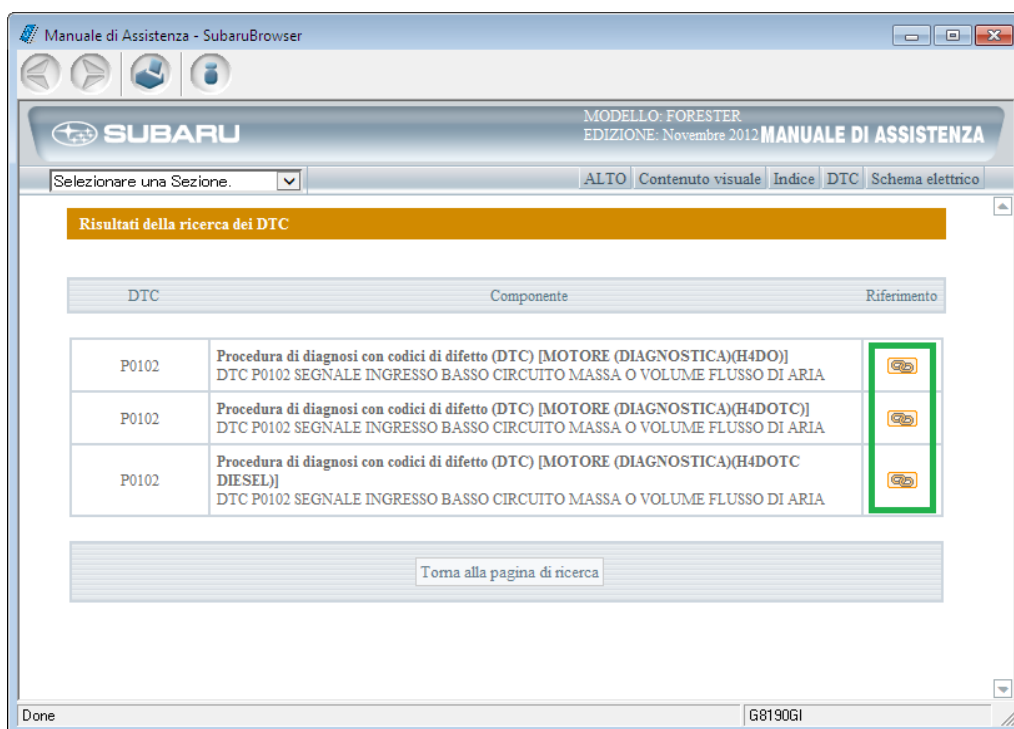 Manuale di Assistenza - SubaruBrowser
SUBARU
MODELLO: FORESTER
EDIZIONE: Novembre 2012 MANUALE DI ASSISTENZA
Selezionare una Sezione.
ALTO Contenuto visuale Indice DTC Schema elettrico
Risultati della ricerca dei DTC
DTC Componente Riferimento
P0102
Procedura di diagnosi con codici di difetto (DTC) [MOTORE (DIAGNOSTICA)(H4DO)]
DTC P0102 SEGNALE INGRESSO BASSO CIRCUITO MASSA O VOLUME FLUSSO DI ARIA
P0102
Procedura di diagnosi con codici di difetto (DTC) [MOTORE (DIAGNOSTICA)(H4DOTC)]
DTC P0102 SEGNALE INGRESSO BASSO CIRCUITO MASSA O VOLUME FLUSSO DI ARIA
P0102
Procedura di diagnosi con codici di difetto (DTC) [MOTORE (DIAGNOSTICA)(H4DOTC
DIESEL)]
DTC P0102 SEGNALE INGRESSO BASSO CIRCUITO MASSA O VOLUME FLUSSO DI ARIA
Torna alla pagina di ricerca
Done
G8190GI